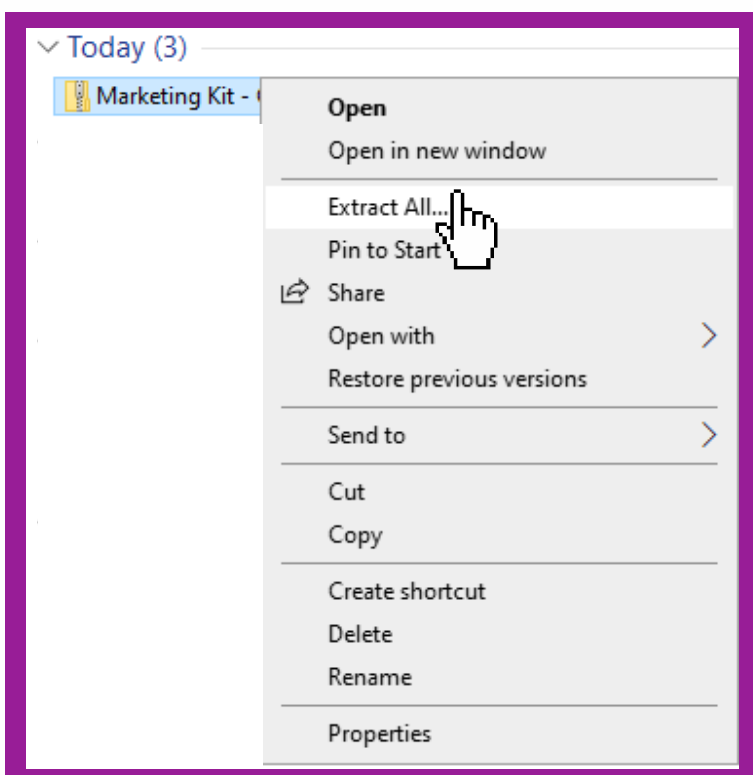 Today (3)
Marketing Kit -
Open
Open in new window
Extract All...
Pin to Start
Share
Open with
Restore previous versions
Send to
Cut
Copy
Create shortcut
Delete
Rename
Properties